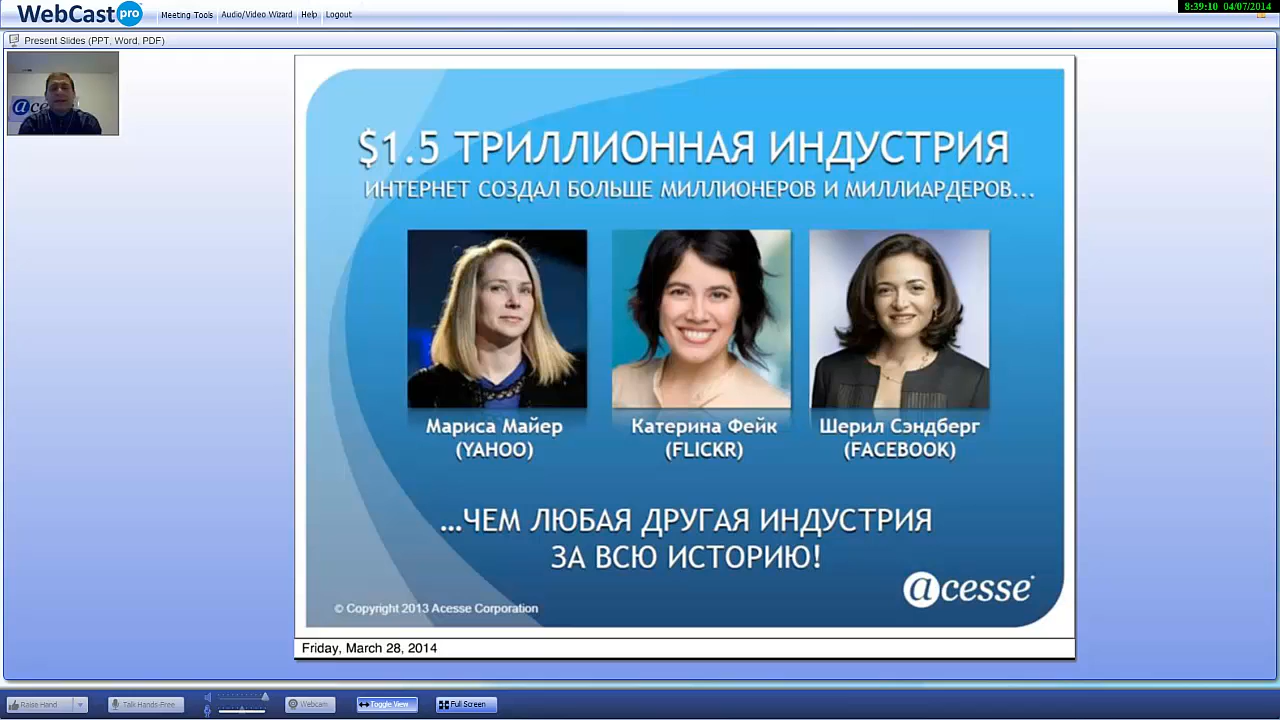 WebCast pro
Meeting Tools Audio/Video Wizard Help Logout
8:39:10 04/07/2014
Present Slides (PPT, Word, PDF)
$1.5 ТРИЛЛИОННАЯ ИНДУСТРИЯ
ИНТЕРНЕТ СОЗДАЛ БОЛЬШЕ МИЛЛИОНЕРОВ И МИЛЛИАРДЕРОВ...
Мариса Майер
(YAHOO)
Катерина Фейк
(FLICKR)
Шерил Сэндберг
(FACEBOOK)
...ЧЕМ ЛЮБАЯ ДРУГАЯ ИНДУСТРИЯ
ЗА ВСЮ ИСТОРИЮ!
acesse
© Copyright 2013 Acesse Corporation
Friday, March 28, 2014
Raise Hand Talk Hands-Free Webcam Toggle View Full Screen